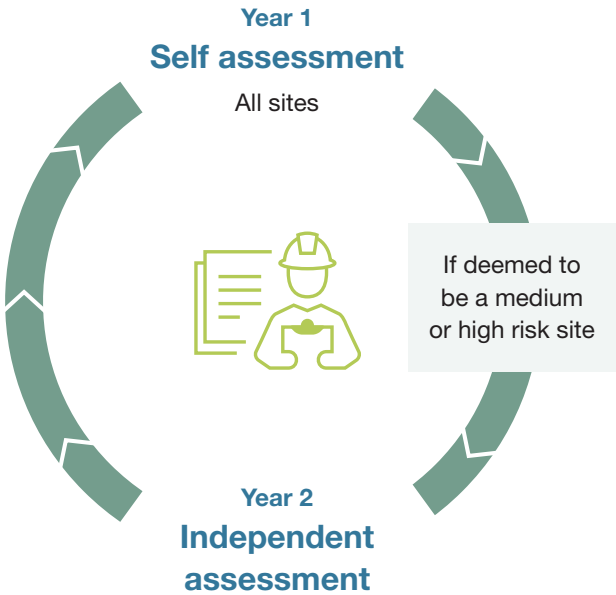 Year 1
Self assessment
All sites
If deemed to
be a medium
or high risk site
Year 2
Independent
assessment